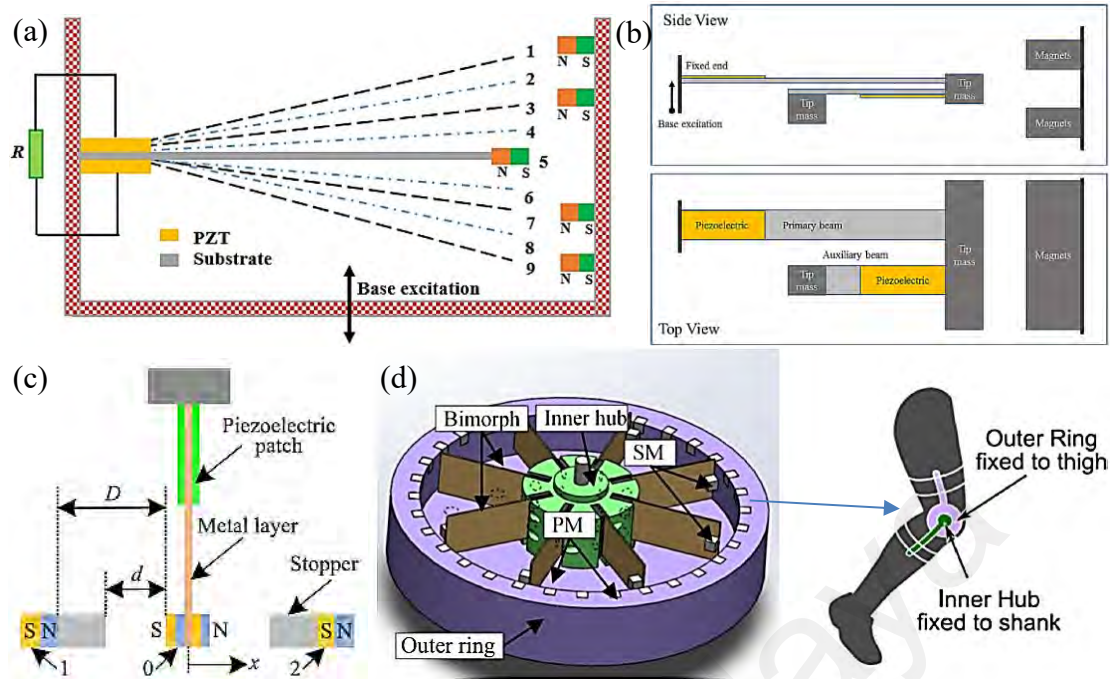 (a)
1
N S
2
3
N S
4
R
N S
5
6
7
N S
8
PZT
Substrate
9
N S
Base excitation
(b)
Side View
Magnets
Fixed end
Tip
mass
Tip
mass
Base excitation
Magnets
Piezoelectric
Primary beam
Tip
mass
Magnets
Auxiliary beam
Tip
mass
Piezoelectric
Top View
(c)
Piezoelectric
patch
D
Metal layer
d
Stopper
S N
S
N
S N
1
0
x
2
(d)
Bimorph
Inner hub
SM
PM
Outer ring
Outer Ring
fixed to thigh
Inner Hub
fixed to shank